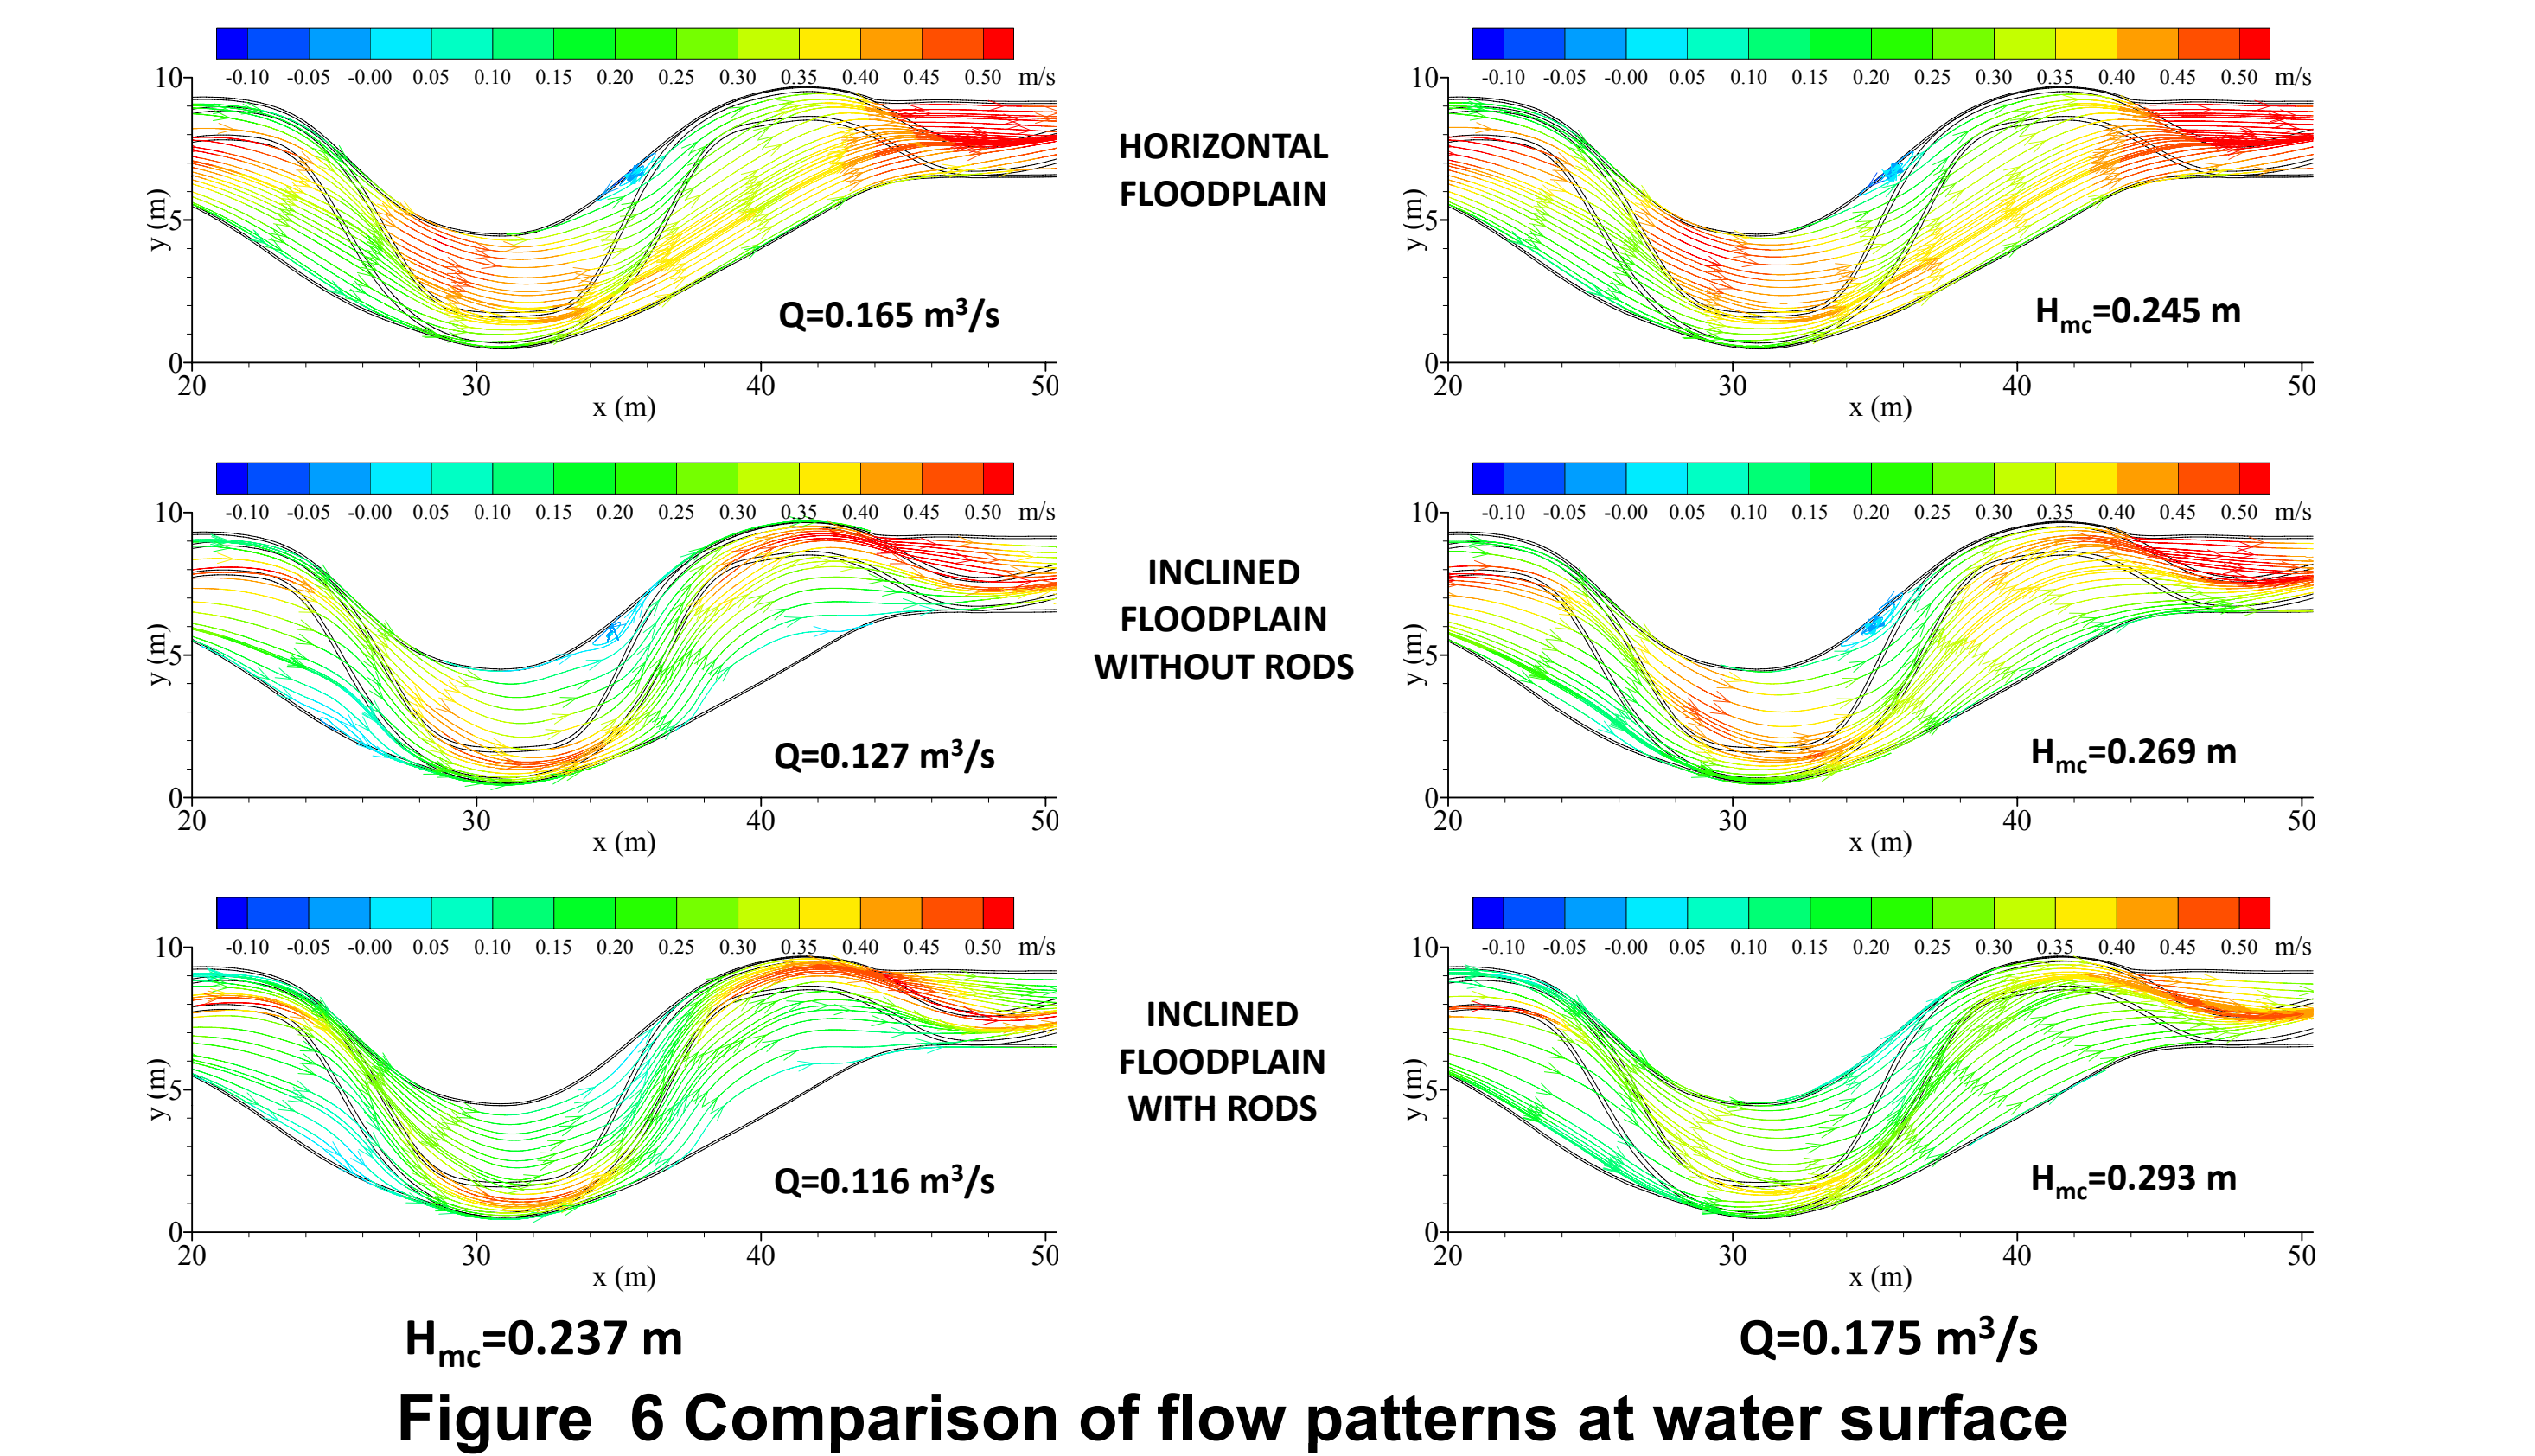 -0.10 -0.05 -0.00 0.05 0.10 0.15 0.20 0.25 0.30 0.35 0.40 0.45 0.50 m/s
10
5
0
y (m)
20 30 40 50
x (m)
Q=0.165 m³/s
HORIZONTAL
FLOODPLAIN
-0.10 -0.05 -0.00 0.05 0.10 0.15 0.20 0.25 0.30 0.35 0.40 0.45 0.50 m/s
10
5
0
y (m)
20 30 40 50
x (m)
Hmc=0.245 m
-0.10 -0.05 -0.00 0.05 0.10 0.15 0.20 0.25 0.30 0.35 0.40 0.45 0.50 m/s
10
5
0
y (m)
20 30 40 50
x (m)
Q=0.127 m³/s
INCLINED
FLOODPLAIN
WITHOUT RODS
-0.10 -0.05 -0.00 0.05 0.10 0.15 0.20 0.25 0.30 0.35 0.40 0.45 0.50 m/s
10
5
0
y (m)
20 30 40 50
x (m)
Hmc=0.269 m
-0.10 -0.05 -0.00 0.05 0.10 0.15 0.20 0.25 0.30 0.35 0.40 0.45 0.50 m/s
10
5
0
y (m)
20 30 40 50
x (m)
Q=0.116 m³/s
INCLINED
FLOODPLAIN
WITH RODS
-0.10 -0.05 -0.00 0.05 0.10 0.15 0.20 0.25 0.30 0.35 0.40 0.45 0.50 m/s
10
5
0
y (m)
20 30 40 50
x (m)
Hmc=0.293 m
Hmc=0.237 m
Q=0.175 m³/s
Figure 6 Comparison of flow patterns at water surface